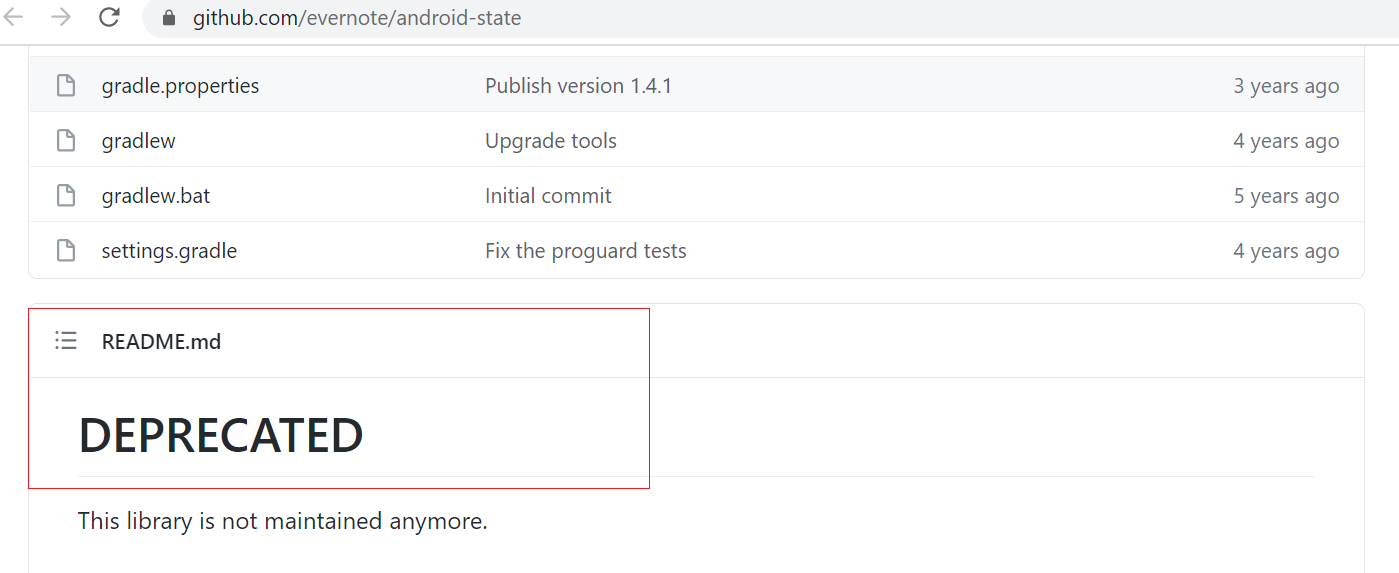 github.com/evernote/android-state
gradle.properties Publish version 1.4.1 3 years ago
gradlew Upgrade tools 4 years ago
gradlew.bat Initial commit 5 years ago
settings.gradle Fix the proguard tests 4 years ago
README.md
DEPRECATED
This library is not maintained anymore.